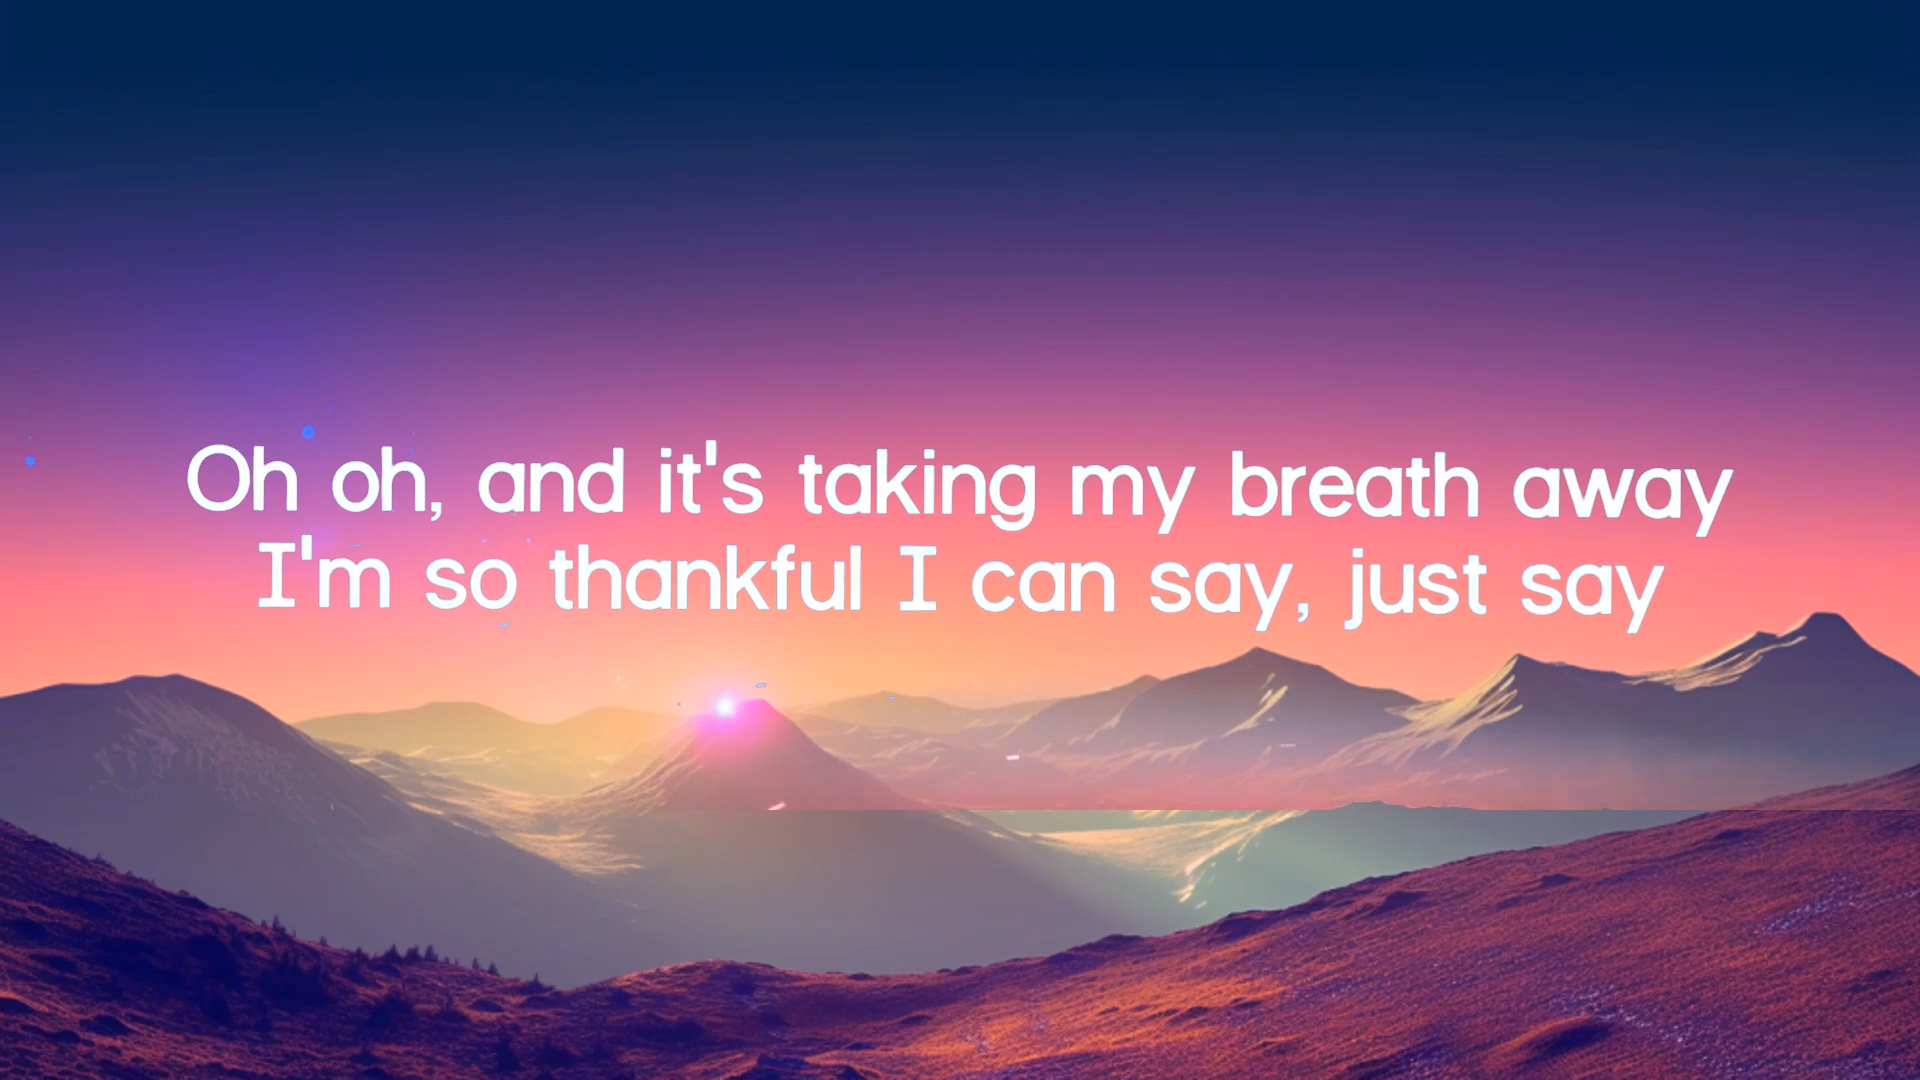 Oh oh, and it's taking my breath away
I'm so thankful I can say, just say